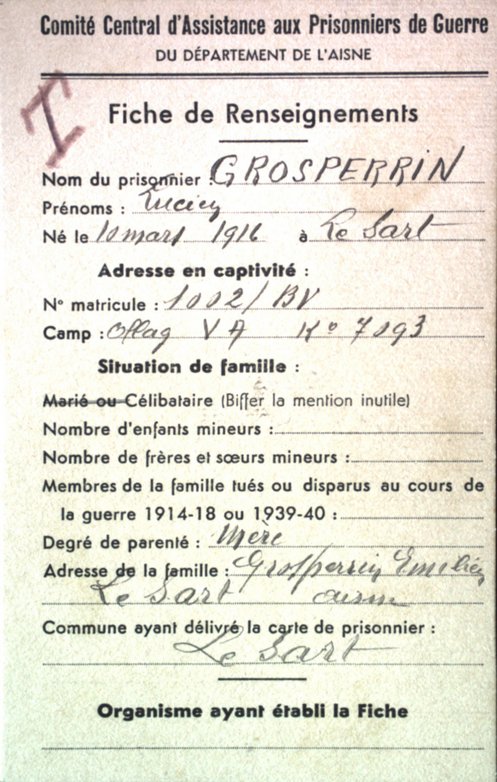 Comité Central d'Assistance aux Prisonniers de Guerre
DU DÉPARTEMENT DE L'AISNE
I
Fiche de Renseignements
Nom du prisonnier : GROSPERRIN
Prénoms : Lucien
Né le 10 mars 1916 à Le Sart
Adresse en captivité :
N° matricule : 1002/BV
Camp : Oflag V A No 7093
Situation de famille :
Marié ou Célibataire (Biffer la mention inutile)
Nombre d'enfants mineurs :
Nombre de frères et sœurs mineurs :
Membres de la famille tués ou disparus au cours de
la guerre 1914-18 ou 1939-40 :
Degré de parenté : Mère
Adresse de la famille : Grosperrin
Le Sart Aisne
Commune ayant délivré la carte de prisonnier :
Le Sart
Organisme ayant établi la Fiche